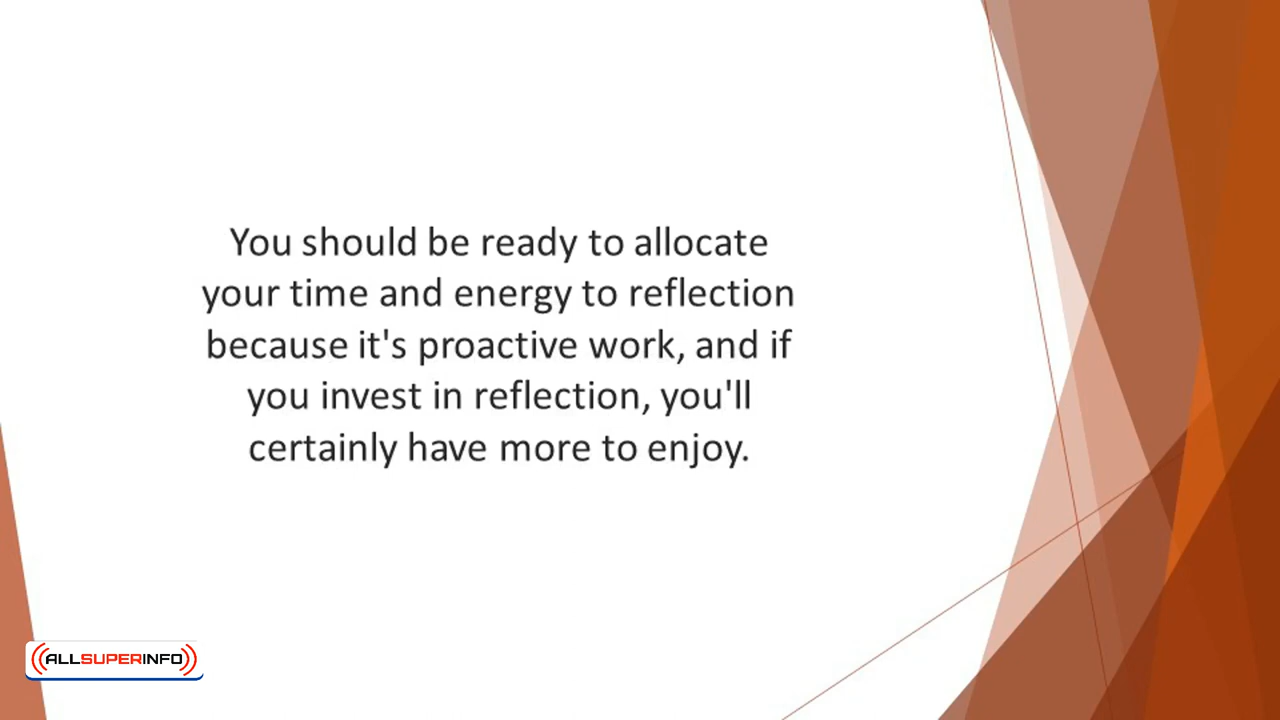 You should be ready to allocate
your time and energy to reflection
because it's proactive work, and if
you invest in reflection, you'll
certainly have more to enjoy.
ALLSUPERINFO